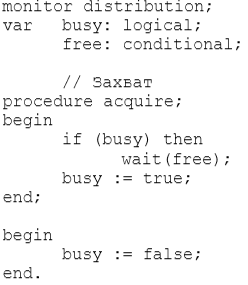 monitor distribution;
var   busy: logical;
      free: conditional;

      // Захват
procedure acquire;
begin
      if (busy) then
            wait(free);
      busy := true;
end;

begin
      busy := false;
end.